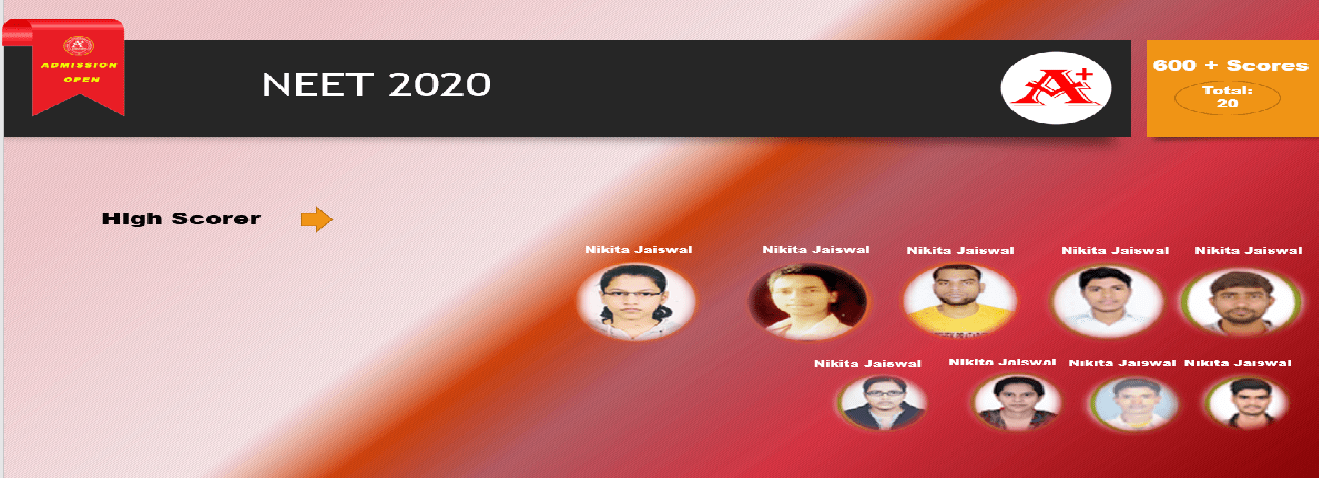 ADMISSION
OPEN
NEET 2020
A+
600 + Scores
Total:
20
High Scorer
Nikita Jaiswal Nikita Jaiswal Nikita Jaiswal Nikita Jaiswal Nikita Jaiswal
Nikita Jaiswal Nikita Jaiswal Nikita Jaiswal Nikita Jaiswal